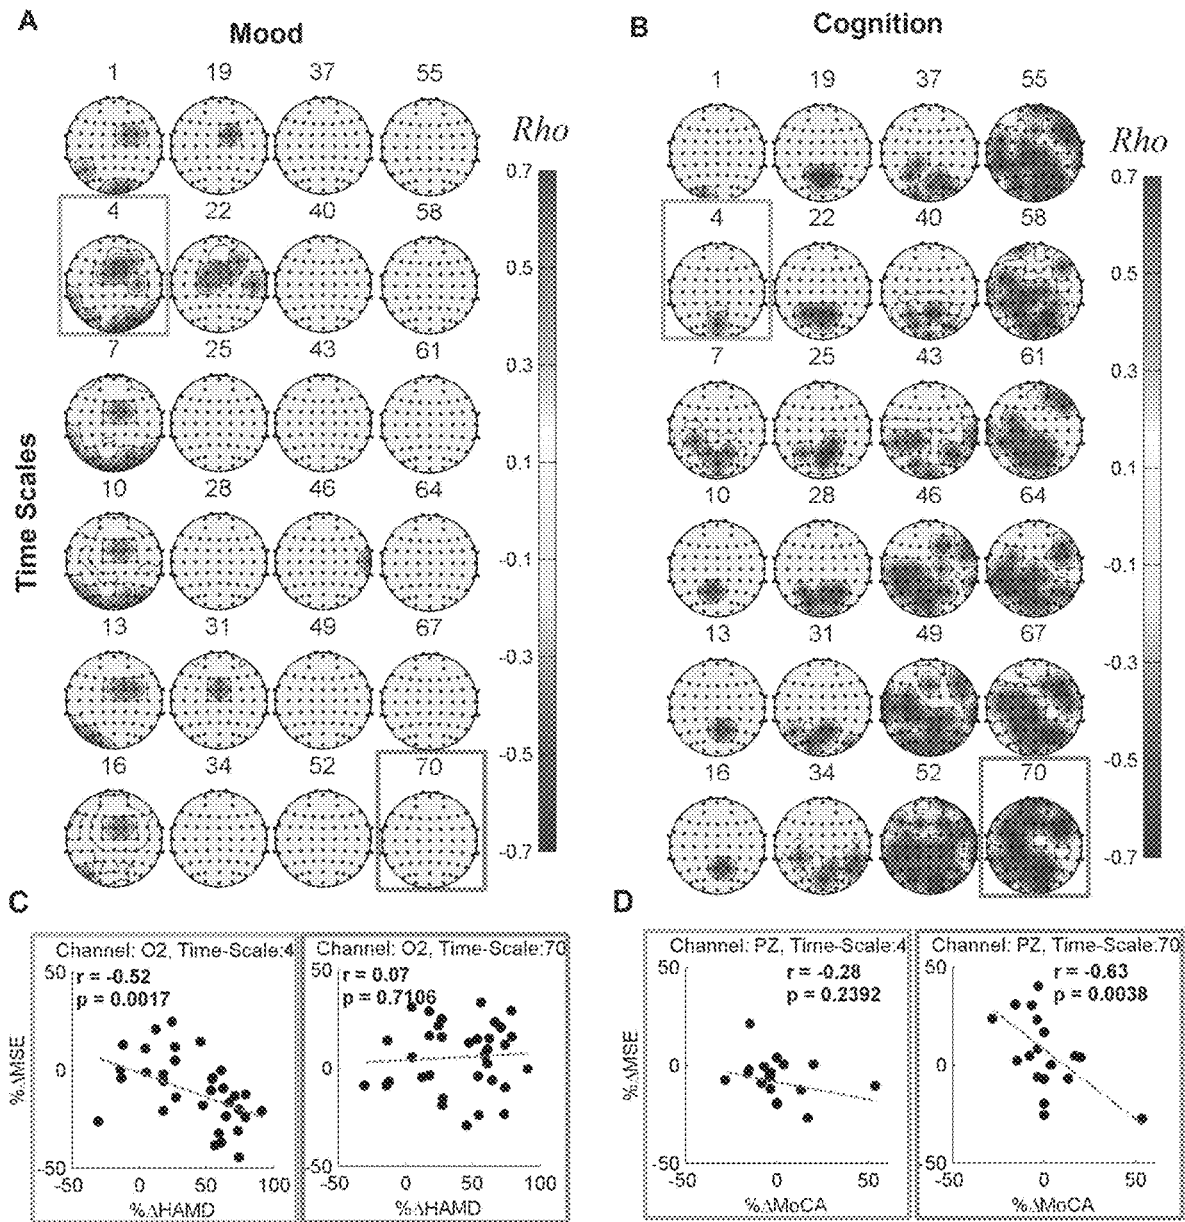 A
Mood
1 19 37 55
Rho
0.7
4 22 40 58
0.5
7 25 43 61
0.3
0.1
10 28 46 64
-0.1
13 31 49 67
-0.3
-0.5
16 34 52 70
-0.7
Time Scales
B
Cognition
1 19 37 55
Rho
0.7
4 22 40 58
0.5
7 25 43 61
0.3
0.1
10 28 46 64
-0.1
13 31 49 67
-0.3
-0.5
16 34 52 70
-0.7
C
Channel: O2, Time-Scale:4
r = -0.52
p = 0.0017
50
0
-50
%ΔMSE
-50 0 50 100
%ΔHAMD
Channel: O2, Time-Scale:70
r = 0.07
p = 0.7106
50
0
-50
-50 0 50 100
%ΔHAMD
D
Channel: PZ, Time-Scale:4
r = -0.28
p = 0.2392
50
0
-50
%ΔMSE
-50 0 50
%ΔMoCA
Channel: PZ, Time-Scale:70
r = -0.63
p = 0.0038
50
0
-50
-50 0 50
%ΔMoCA